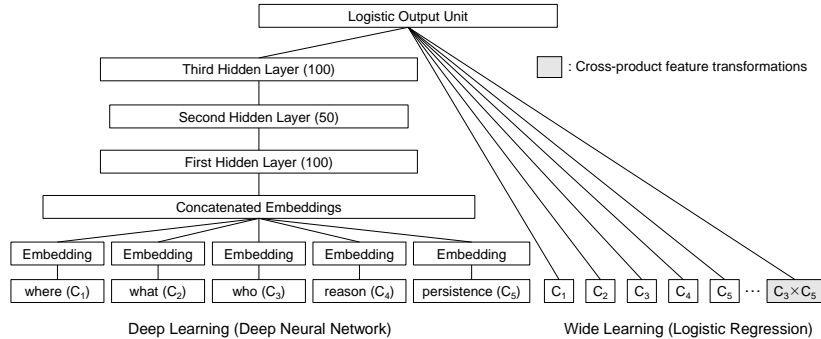 Logistic Output Unit
Third Hidden Layer (100)
: Cross-product feature transformations
Second Hidden Layer (50)
First Hidden Layer (100)
Concatenated Embeddings
Embedding Embedding Embedding Embedding Embedding
where (C₁) what (C₂) who (C₃) reason (C₄) persistence (C₅) C₁ C₂ C₃ C₄ C₅ ⋯ C₃×C₅
Deep Learning (Deep Neural Network) Wide Learning (Logistic Regression)